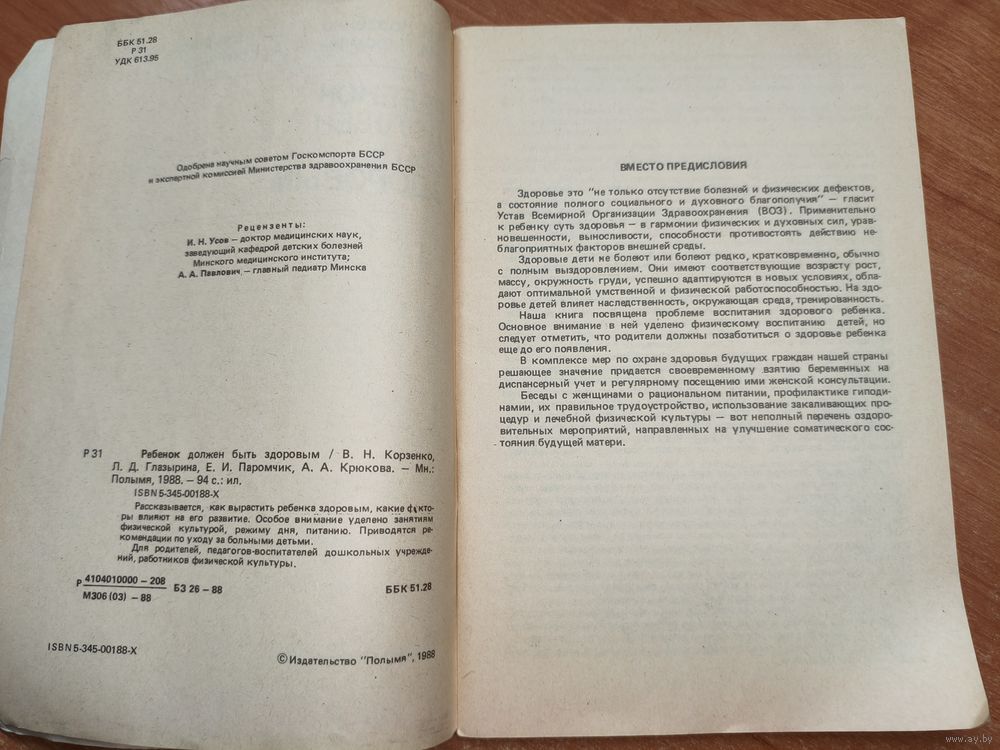 ББК 51.28
Р 31
УДК 613.95
Одобрена научным советом Госкомспорта БССР
и экспертной комиссией Министерства здравоохранения БССР
Рецензенты:
И. Н. Усов – доктор медицинских наук,
заведующий кафедрой детских болезней
Минского медицинского института;
А. А. Павлович, – главный педиатр Минска
Р 31 Ребенок должен быть здоровым / В. Н. Корзенко,
Л. Д. Глазырина, Е. И. Паромчик, А. А. Крюкова. – Мн.:
Полымя, 1988. – 94 с.: ил.
ISBN 5-345-00188-X
Рассказывается, как вырастить ребенка здоровым, какие факто-
ры влияют на его развитие. Особое внимание уделено занятиям
физической культурой, режиму дня, питанию. Приводятся ре-
комендации по уходу за больными детьми.
Для родителей, педагогов-воспитателей дошкольных учрежде-
ний, работников физической культуры.
Р 4104010000 – 208
М306 (03) – 88
БЗ 26 – 88
ББК 51.28
ISBN 5-345-00188-X
© Издательство "Полымя", 1988
ВМЕСТО ПРЕДИСЛОВИЯ
Здоровье это "не только отсутствие болезней и физических дефектов,
а состояние полного социального и духовного благополучия" – гласит
Устав Всемирной Организации Здравоохранения (ВОЗ). Применительно
к ребенку суть здоровья – в гармонии физических и духовных сил, урав-
новешенности, выносливости, способности противостоять действию не-
благоприятных факторов внешней среды.
Здоровые дети не болеют или болеют редко, кратковременно, обычно
с полным выздоровлением. Они имеют соответствующие возрасту рост,
массу, окружность груди, успешно адаптируются в новых условиях, обла-
дают оптимальной умственной и физической работоспособностью. На здо-
ровье детей влияет наследственность, окружающая среда, тренированность.
Наша книга посвящена проблеме воспитания здорового ребенка.
Основное внимание в ней уделено физическому воспитанию детей, но
следует отметить, что родители должны позаботиться о здоровье ребенка
еще до его появления.
В комплексе мер по охране здоровья будущих граждан нашей страны
решающее значение придается своевременному взятию беременных на
диспансерный учет и регулярному посещению ими женской консультации.
Беседы с женщинами о рациональном питании, профилактике гиподи-
намии, их правильное трудоустройство, использование закаливающих про-
цедур и лечебной физической культуры – вот неполный перечень оздоро-
вительных мероприятий, направленных на улучшение соматического сос-
тояния будущей матери.
www.ay.by